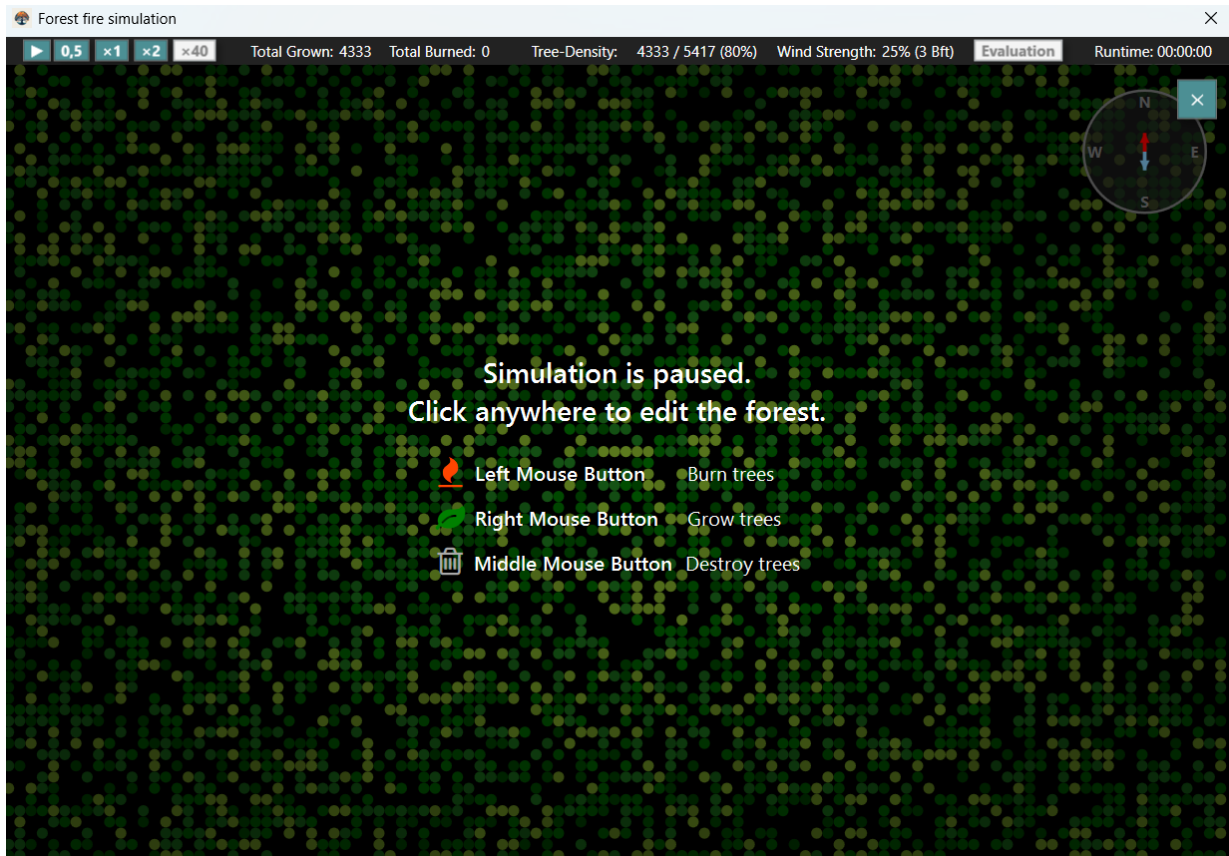 Forest fire simulation
0,5 ×1 ×2 ×40 Total Grown: 4333 Total Burned: 0 Tree-Density: 4333 / 5417 (80%) Wind Strength: 25% (3 Bft) Evaluation Runtime: 00:00:00
N
W E
S
Simulation is paused.
Click anywhere to edit the forest.
Left Mouse Button Burn trees
Right Mouse Button Grow trees
Middle Mouse Button Destroy trees